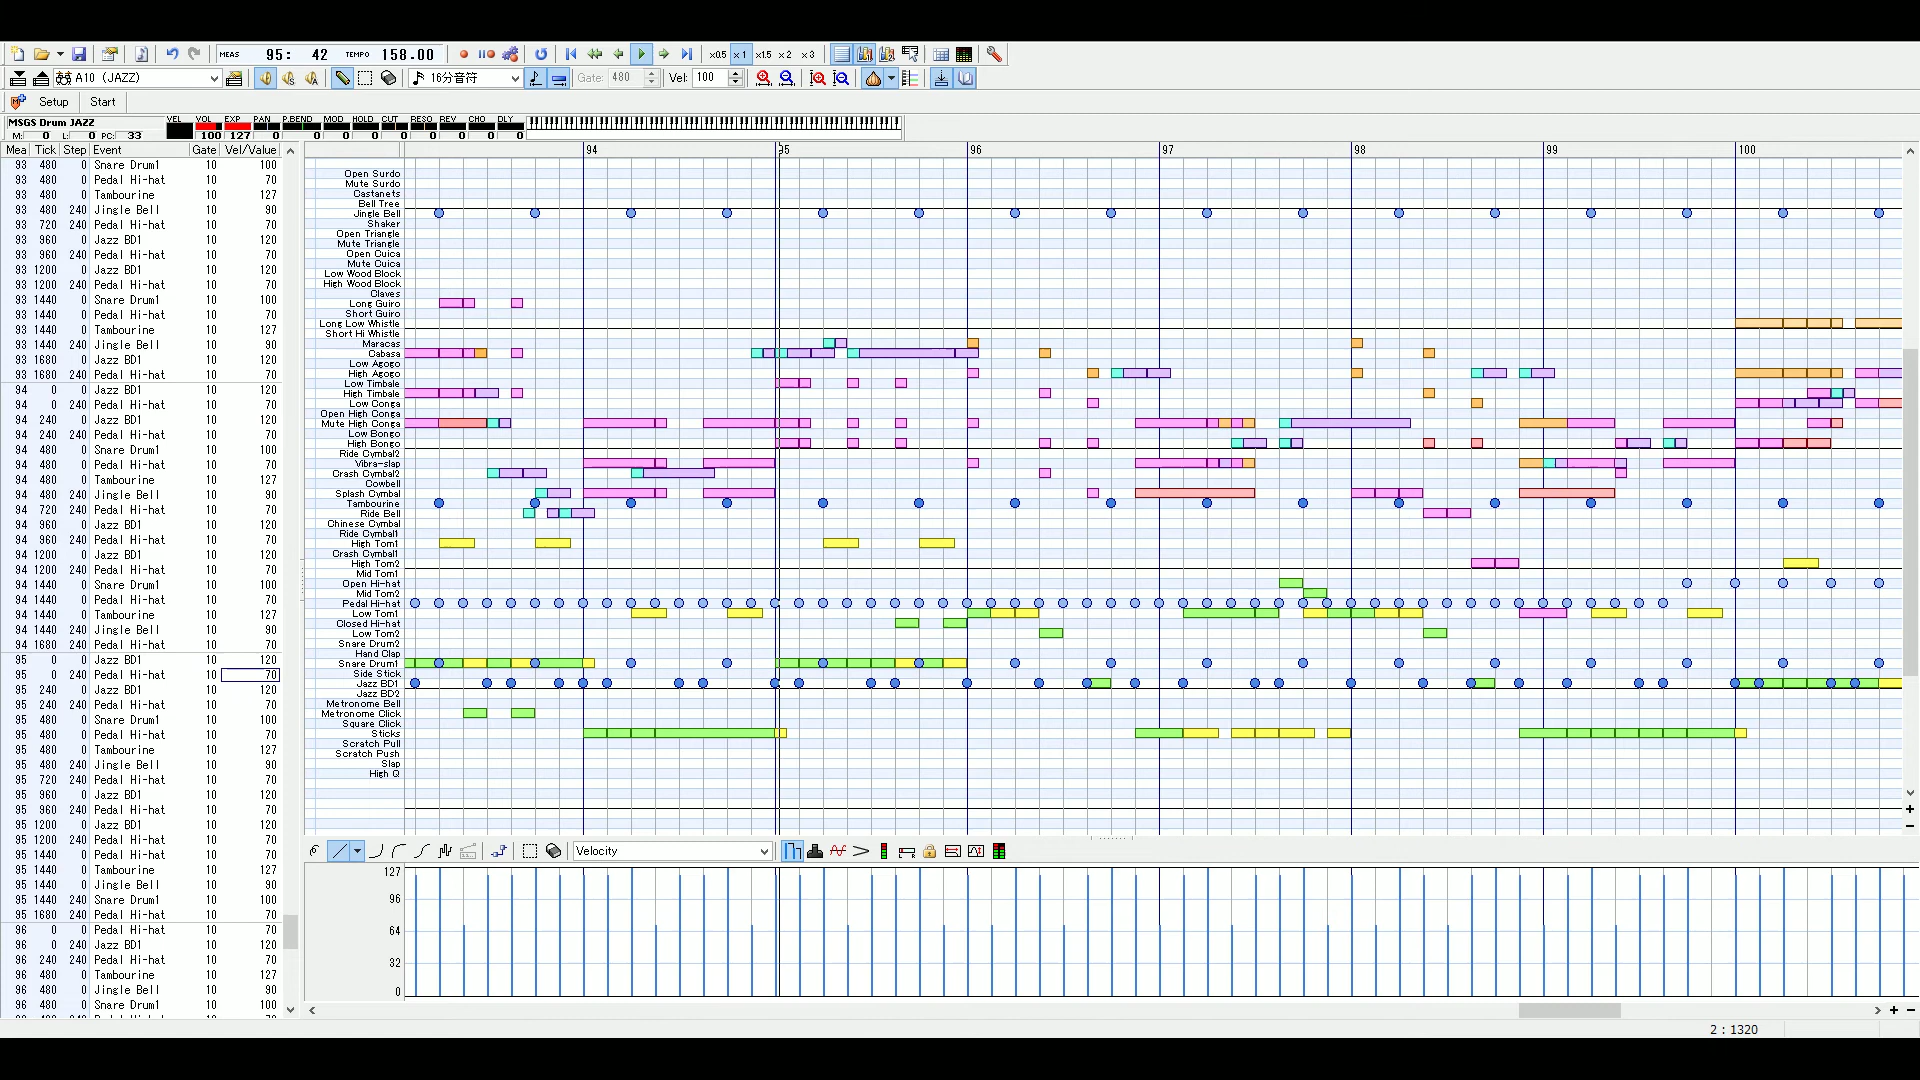 MEAS 95: 42 TEMPO 158.00 x0.5 x1 x1.5 x2 x3
A10 (JAZZ) 16分音符 Gate: 480 Vel: 100
Setup Start
MSGS Drum JAZZ VEL VOL EXP PAN P.BEND MOD HOLD CUT RESO REV CHO DLY
M: 0 L: 0 PC: 33 100 127 0 0 0 0 0 0 0 0 0
Mea Tick Step Event Gate Vel/Value
93 480 0 Snare Drum1 10 100
93 480 0 Pedal Hi-hat 10 70
93 480 0 Tambourine 10 127
93 480 240 Jingle Bell 10 90
93 720 240 Pedal Hi-hat 10 70
93 960 0 Jazz BD1 10 120
93 960 240 Pedal Hi-hat 10 70
93 1200 0 Jazz BD1 10 120
93 1200 240 Pedal Hi-hat 10 70
93 1440 0 Snare Drum1 10 100
93 1440 0 Pedal Hi-hat 10 70
93 1440 0 Tambourine 10 127
93 1440 240 Jingle Bell 10 90
93 1680 0 Jazz BD1 10 120
93 1680 240 Pedal Hi-hat 10 70
94 0 0 Jazz BD1 10 120
94 0 240 Pedal Hi-hat 10 70
94 240 0 Jazz BD1 10 120
94 240 240 Pedal Hi-hat 10 70
94 480 0 Snare Drum1 10 100
94 480 0 Pedal Hi-hat 10 70
94 480 0 Tambourine 10 127
94 480 240 Jingle Bell 10 90
94 720 240 Pedal Hi-hat 10 70
94 960 0 Jazz BD1 10 120
94 960 240 Pedal Hi-hat 10 70
94 1200 0 Jazz BD1 10 120
94 1200 240 Pedal Hi-hat 10 70
94 1440 0 Snare Drum1 10 100
94 1440 0 Pedal Hi-hat 10 70
94 1440 0 Tambourine 10 127
94 1440 240 Jingle Bell 10 90
94 1680 240 Pedal Hi-hat 10 70
95 0 0 Jazz BD1 10 120
95 0 240 Pedal Hi-hat 10 70
95 240 0 Jazz BD1 10 120
95 240 240 Pedal Hi-hat 10 70
95 480 0 Snare Drum1 10 100
95 480 0 Pedal Hi-hat 10 70
95 480 0 Tambourine 10 127
95 480 240 Jingle Bell 10 90
95 720 240 Pedal Hi-hat 10 70
95 960 0 Jazz BD1 10 120
95 960 240 Pedal Hi-hat 10 70
95 1200 0 Jazz BD1 10 120
95 1200 240 Pedal Hi-hat 10 70
95 1440 0 Pedal Hi-hat 10 70
95 1440 0 Tambourine 10 127
95 1440 0 Jingle Bell 10 90
95 1440 240 Snare Drum1 10 100
95 1680 240 Pedal Hi-hat 10 70
96 0 0 Pedal Hi-hat 10 70
96 0 240 Jazz BD1 10 120
96 240 240 Pedal Hi-hat 10 70
96 480 0 Tambourine 10 127
96 480 0 Jingle Bell 10 90
96 480 0 Snare Drum1 10 100
94 95 96 97 98 99 100
Open Surdo
Mute Surdo
Castanets
Bell Tree
Jingle Bell
Shaker
Open Triangle
Mute Triangle
Open Cuica
Mute Cuica
Low Wood Block
High Wood Block
Claves
Long Guiro
Short Guiro
Long Low Whistle
Short Hi Whistle
Maracas
Cabasa
Low Agogo
High Agogo
Low Timbale
High Timbale
Low Conga
Open High Conga
Mute High Conga
Low Bongo
High Bongo
Ride Cymbal2
Vibra-slap
Crash Cymbal2
Cowbell
Splash Cymbal
Tambourine
Ride Bell
Chinese Cymbal
Ride Cymbal1
High Tom1
Crash Cymbal1
High Tom2
Mid Tom1
Open Hi-hat
Mid Tom2
Pedal Hi-hat
Low Tom1
Closed Hi-hat
Low Tom2
Snare Drum2
Hand Clap
Snare Drum1
Side Stick
Jazz BD1
Jazz BD2
Metronome Bell
Metronome Click
Square Click
Sticks
Scratch Pull
Scratch Push
Slap
High Q
Velocity
127
96
64
32
0
2 : 1320